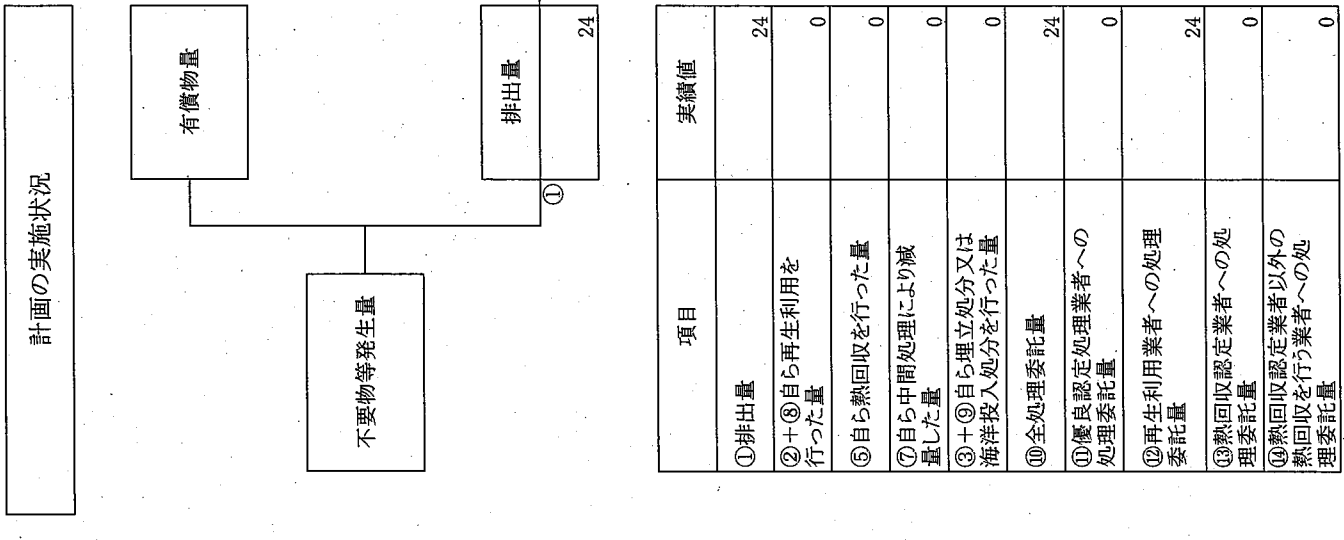 計画の実施状況
有償物量
不要物等発生量
①
排出量
24
項目
実績値
①排出量
24
②+⑧自ら再生利用を
行った量
0
⑤自ら熱回収を行った量
0
⑦自ら中間処理により減
量した量
0
③+⑨自ら埋立処分又は
海洋投入処分を行った量
0
⑩全処理委託量
24
⑪優良認定処理業者への
処理委託量
0
⑫再生利用業者への処理
委託量
24
⑬熱回収認定業者への処
理委託量
0
⑭熱回収認定業者以外の
熱回収を行う業者への処
理委託量
0